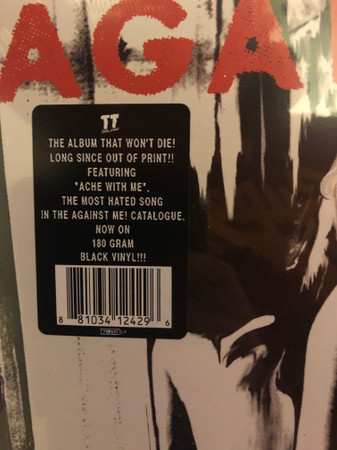 AGA
TT
THE ALBUM THAT WON'T DIE!
LONG SINCE OUT OF PRINT!!
FEATURING
"ACHE WITH ME",
THE MOST HATED SONG
IN THE AGAINST ME! CATALOGUE.
NOW ON
180 GRAM
BLACK VINYL!!!
8 81034 12429 6